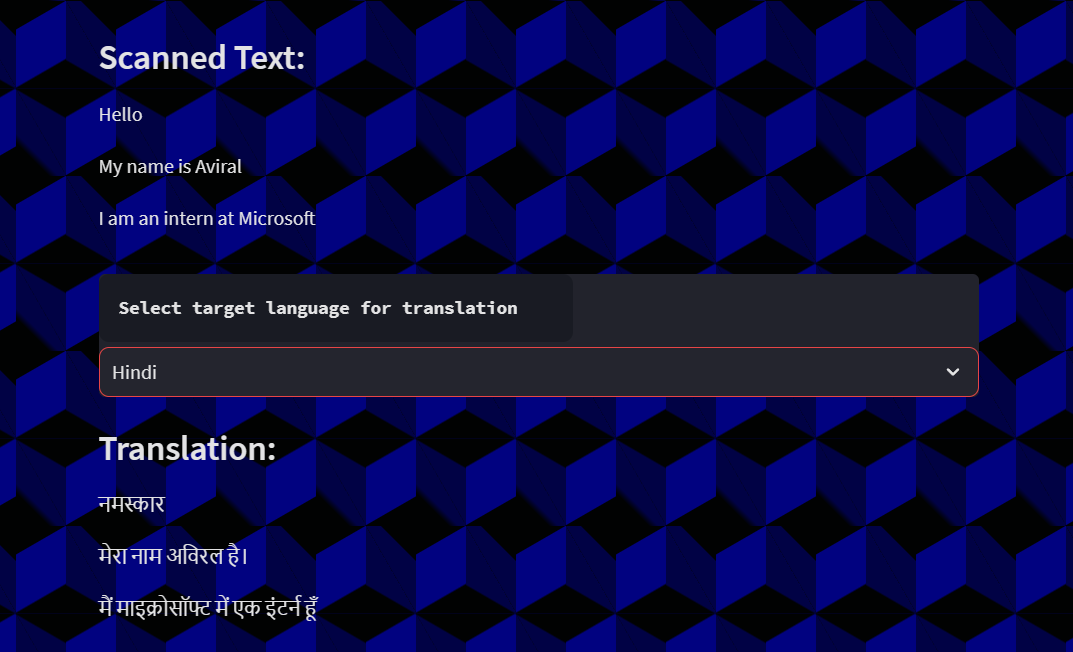 Scanned Text:
Hello
My name is Aviral
I am an intern at Microsoft
Select target language for translation
Hindi
Translation:
नमस्कार
मेरा नाम अविरल है।
मैं माइक्रोसॉफ्ट में एक इंटर्न हूँ